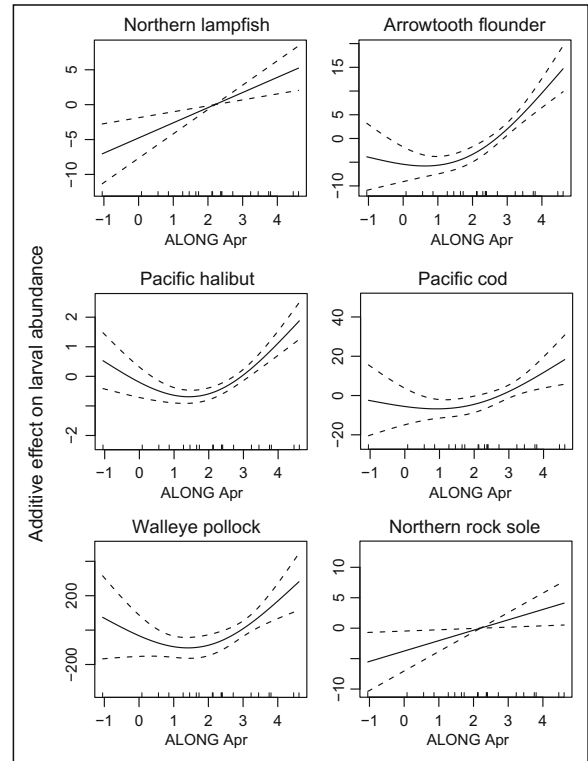 Additive effect on larval abundance
Northern lampfish
5
0
−5
−10
−1 0 1 2 3 4
ALONG Apr
Arrowtooth flounder
15
5
0
−10
−1 0 1 2 3 4
ALONG Apr
Pacific halibut
2
1
0
−2
−1 0 1 2 3 4
ALONG Apr
Pacific cod
40
20
0
−20
−1 0 1 2 3 4
ALONG Apr
Walleye pollock
200
−200
−1 0 1 2 3 4
ALONG Apr
Northern rock sole
10
5
0
−10
−1 0 1 2 3 4
ALONG Apr